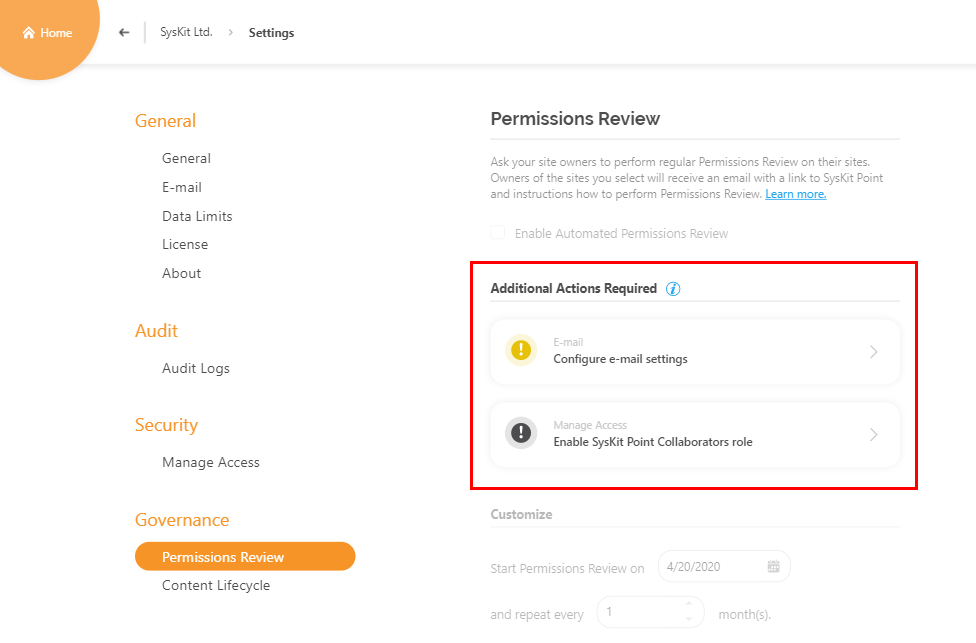 Home
SysKit Ltd. > Settings
General
General
E-mail
Data Limits
License
About
Audit
Audit Logs
Security
Manage Access
Governance
Permissions Review
Content Lifecycle
Permissions Review
Ask your site owners to perform regular Permissions Review on their sites.
Owners of the sites you select will receive an email with a link to SysKit Point
and instructions how to perform Permissions Review. Learn more.
Enable Automated Permissions Review
Additional Actions Required
E-mail
Configure e-mail settings
Manage Access
Enable SysKit Point Collaborators role
Customize
Start Permissions Review on 4/20/2020
and repeat every 1 month(s).